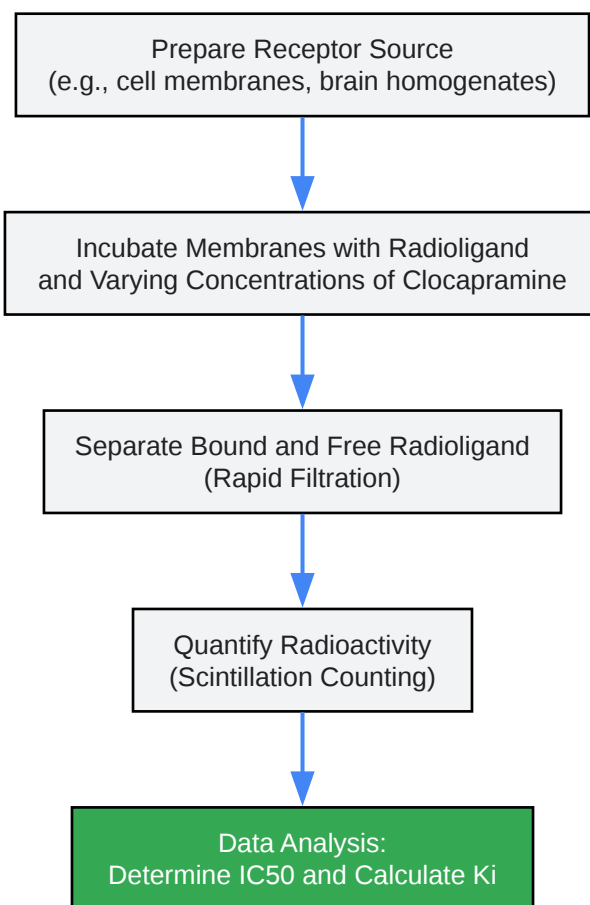 Prepare Receptor Source
(e.g., cell membranes, brain homogenates)
Incubate Membranes with Radioligand
and Varying Concentrations of Clocapramine
Separate Bound and Free Radioligand
(Rapid Filtration)
Quantify Radioactivity
(Scintillation Counting)
Data Analysis:
Determine IC50 and Calculate Ki